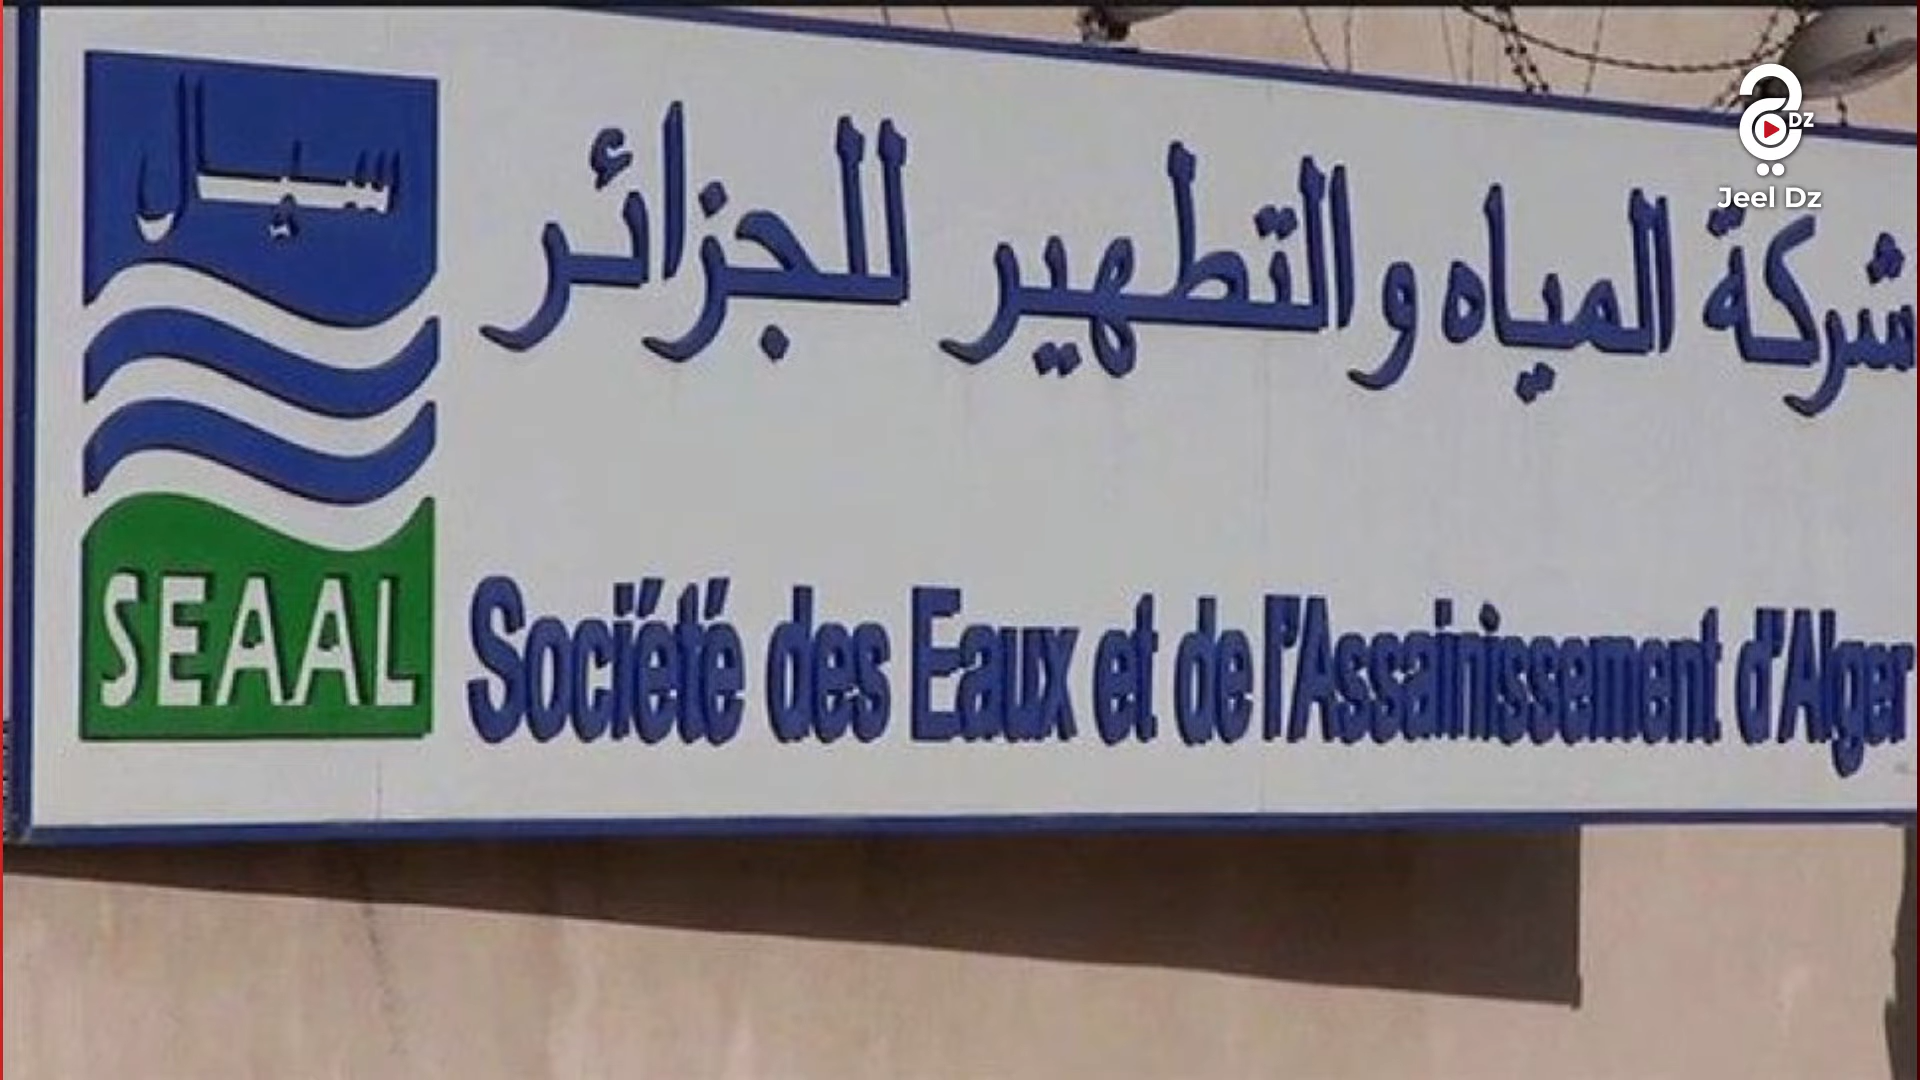 سيال
شركة المياه والتطهير للجزائر
SEAAL
Société des Eaux et de l'Assainissement d'Alger
DZ
Jeel Dz